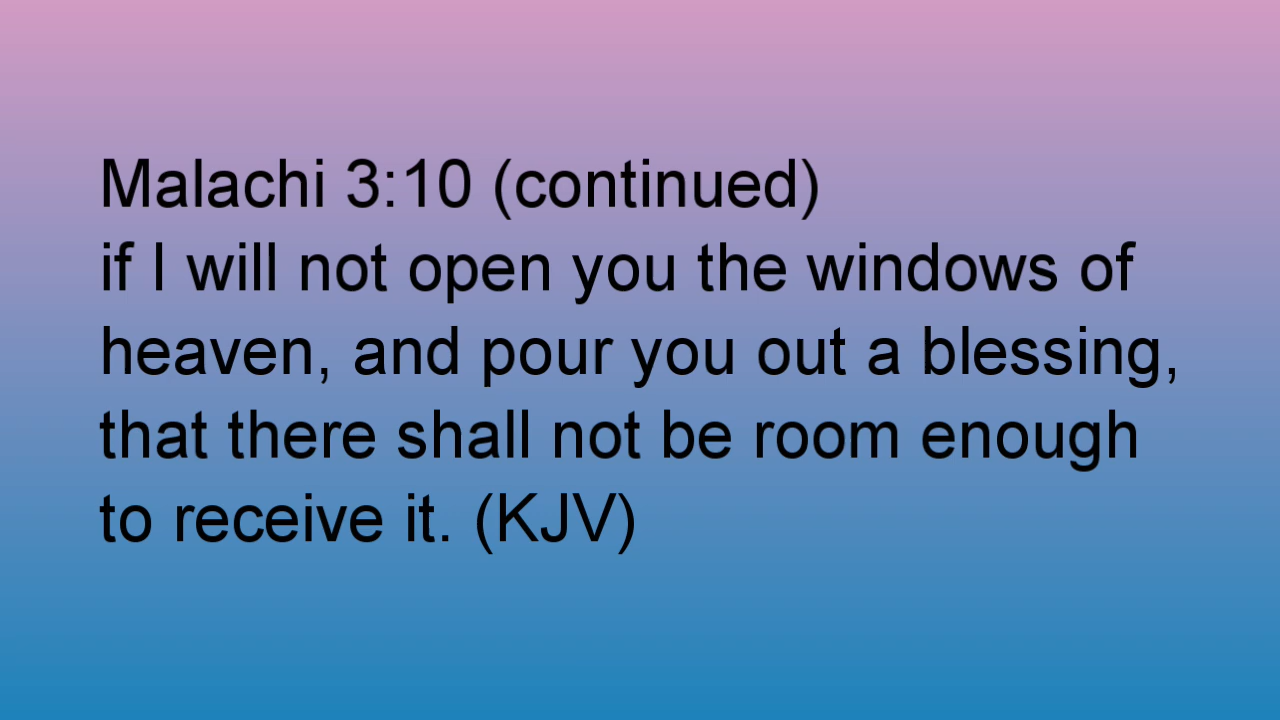 Malachi 3:10 (continued)
if I will not open you the windows of
heaven, and pour you out a blessing,
that there shall not be room enough
to receive it. (KJV)